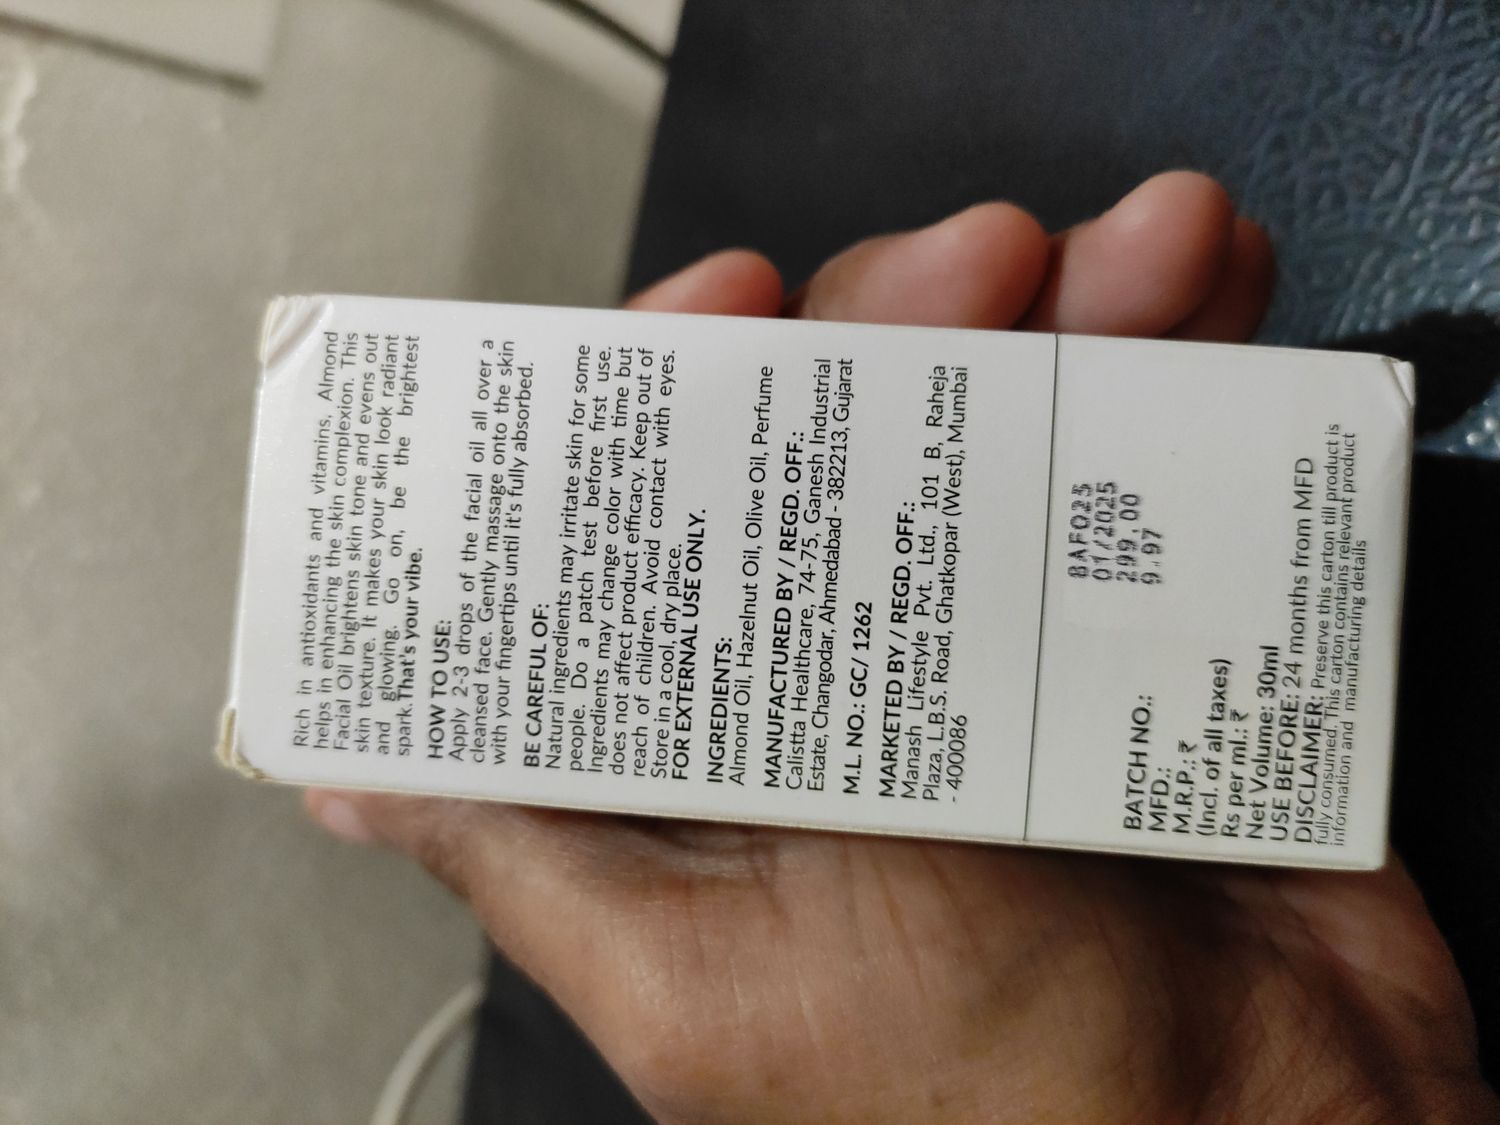 Rich in antioxidants and vitamins, Almond
helps in enhancing the skin complexion. This
Facial Oil brightens skin tone and evens out
skin texture. It makes your skin look radiant
and glowing. Go on, be the brightest
spark.That's your vibe.
HOW TO USE:
Apply 2-3 drops of the facial oil all over a
cleansed face. Gently massage onto the skin
with your fingertips until it's fully absorbed.
BE CAREFUL OF:
Natural ingredients may irritate skin for some
people. Do a patch test before first use.
Ingredients may change color with time but
does not affect product efficacy. Keep out of
reach of children. Avoid contact with eyes.
Store in a cool, dry place.
FOR EXTERNAL USE ONLY.
INGREDIENTS:
Almond Oil, Hazelnut Oil, Olive Oil, Perfume
MANUFACTURED BY / REGD. OFF.:
Calistta Healthcare, 74-75, Ganesh Industrial
Estate, Changodar, Ahmedabad - 382213, Gujarat
M.L. NO.: GC/ 1262
MARKETED BY / REGD. OFF.:
Manash Lifestyle Pvt. Ltd., 101 B, Raheja
Plaza, L.B.S. Road, Ghatkopar (West), Mumbai
- 400086
BATCH NO.: 8AF025
MFD.: 01/2025
M.R.P.: ₹ 299.00
(Incl. of all taxes)
Rs per ml.: ₹ 9.97
Net Volume: 30ml
USE BEFORE: 24 months from MFD
DISCLAIMER: Preserve this carton till product is
fully consumed. This carton contains relevant product
information and manufacturing details